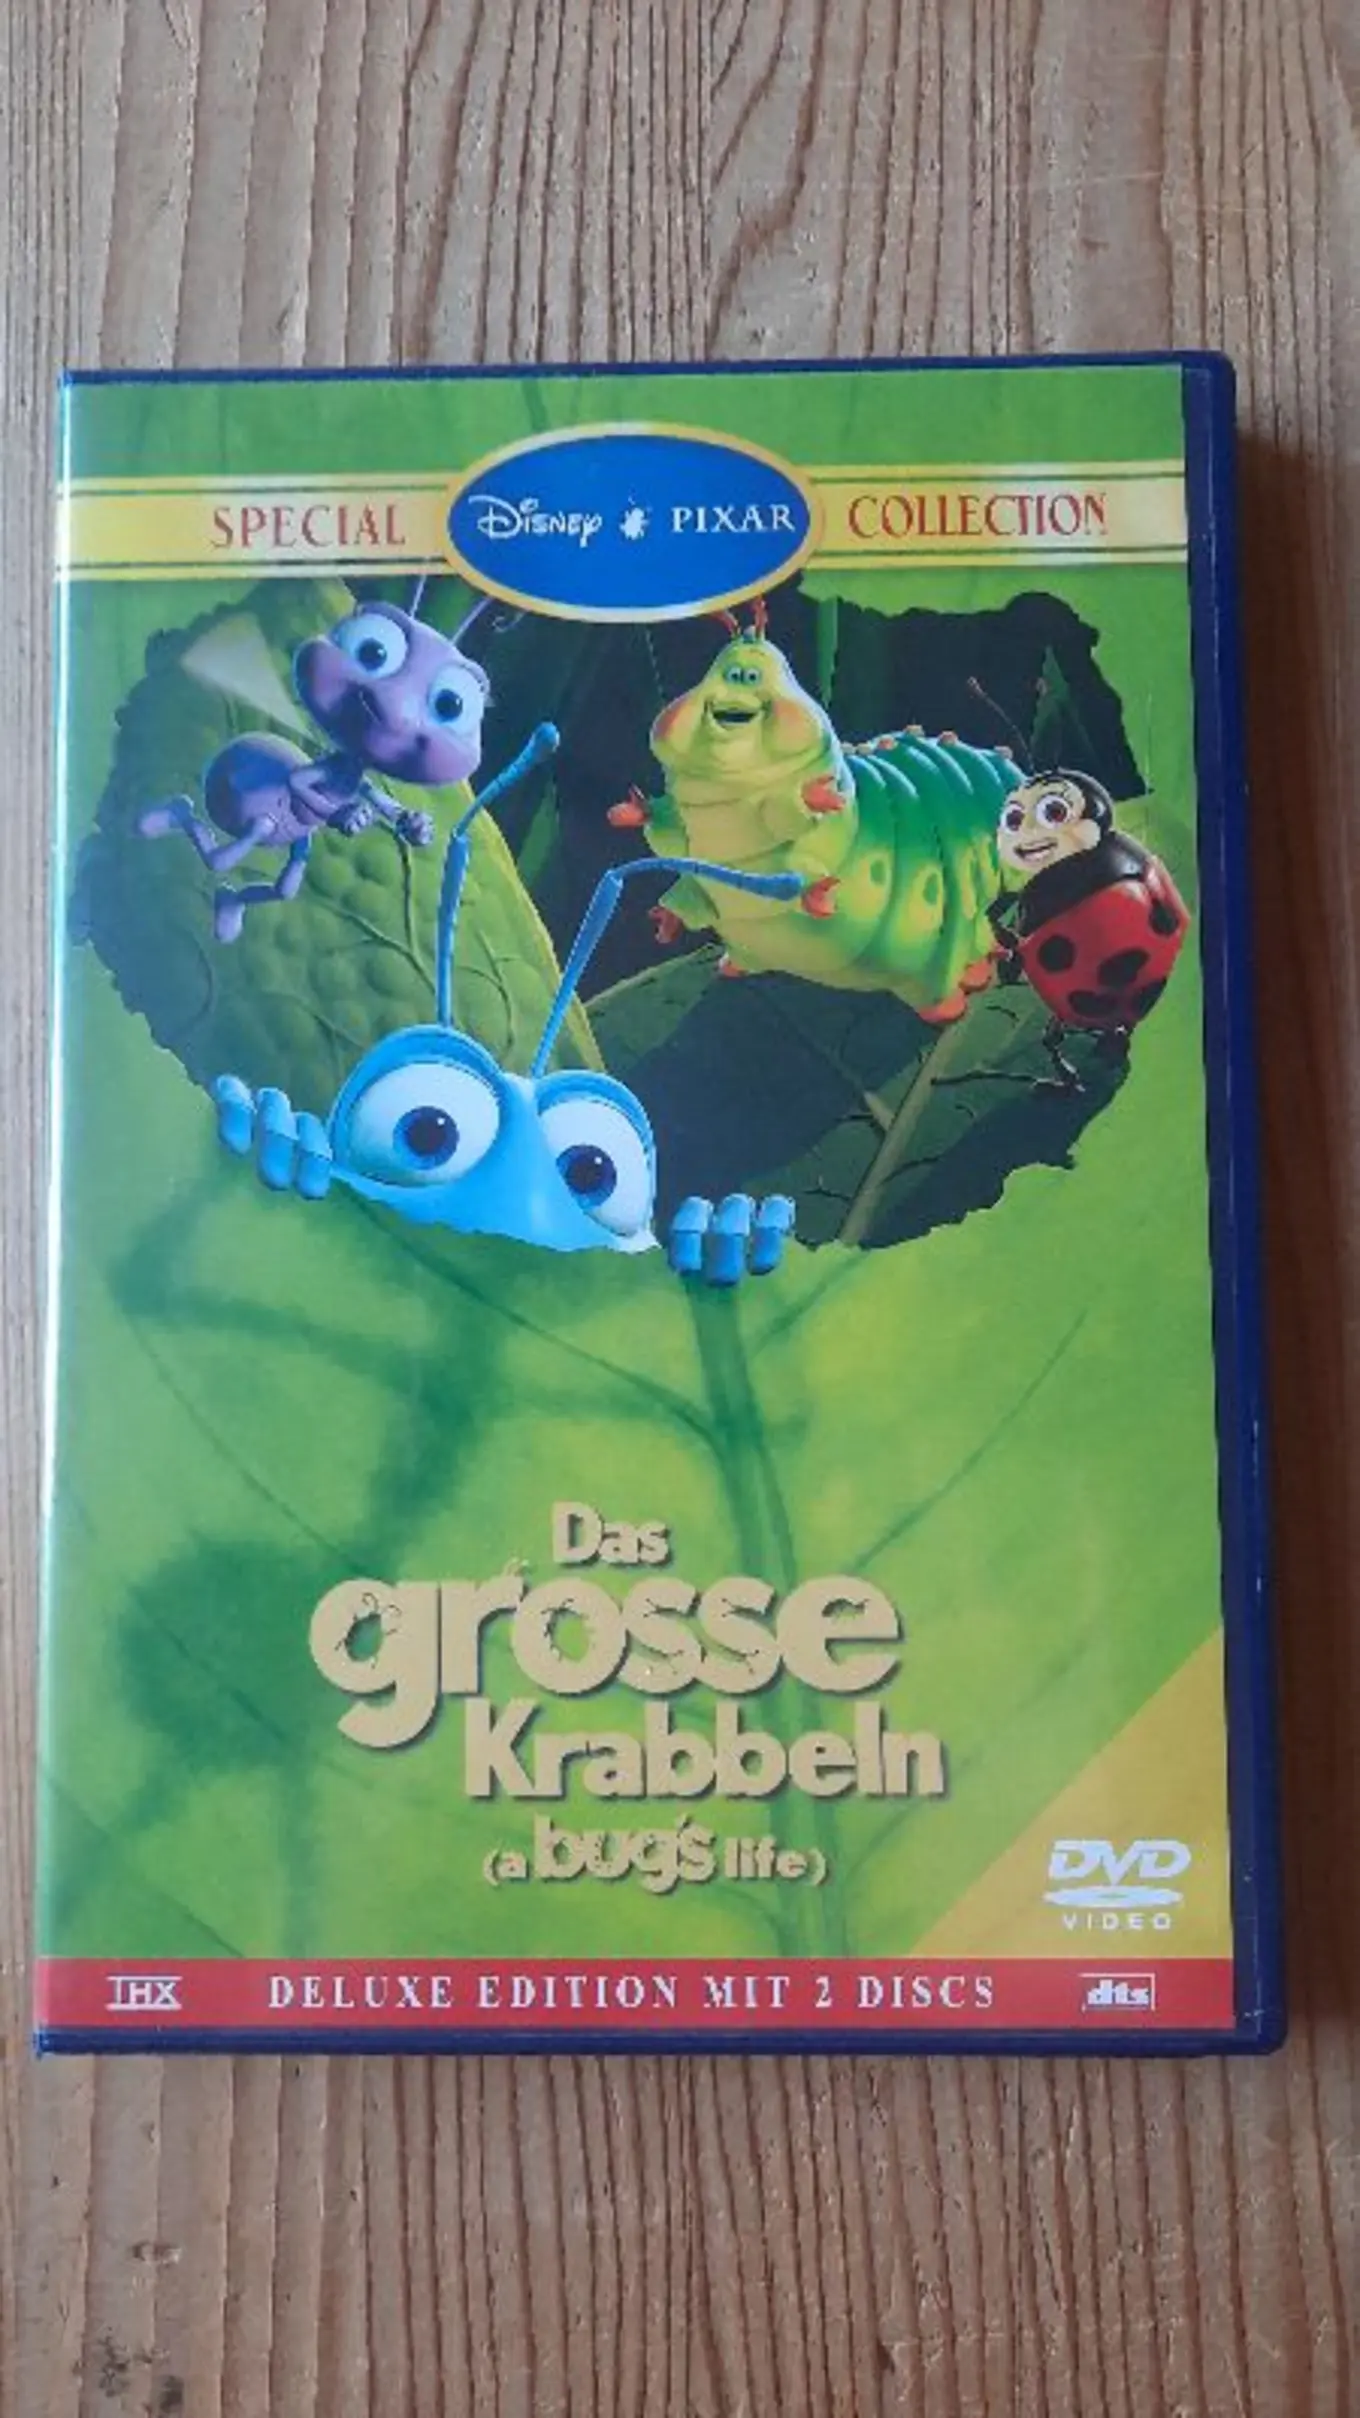 SPECIAL DISNEY PIXAR COLLECTION
Das
grosse
Krabbeln
(a bug's life)
DVD
VIDEO
THX DELUXE EDITION MIT 2 DISCS dts